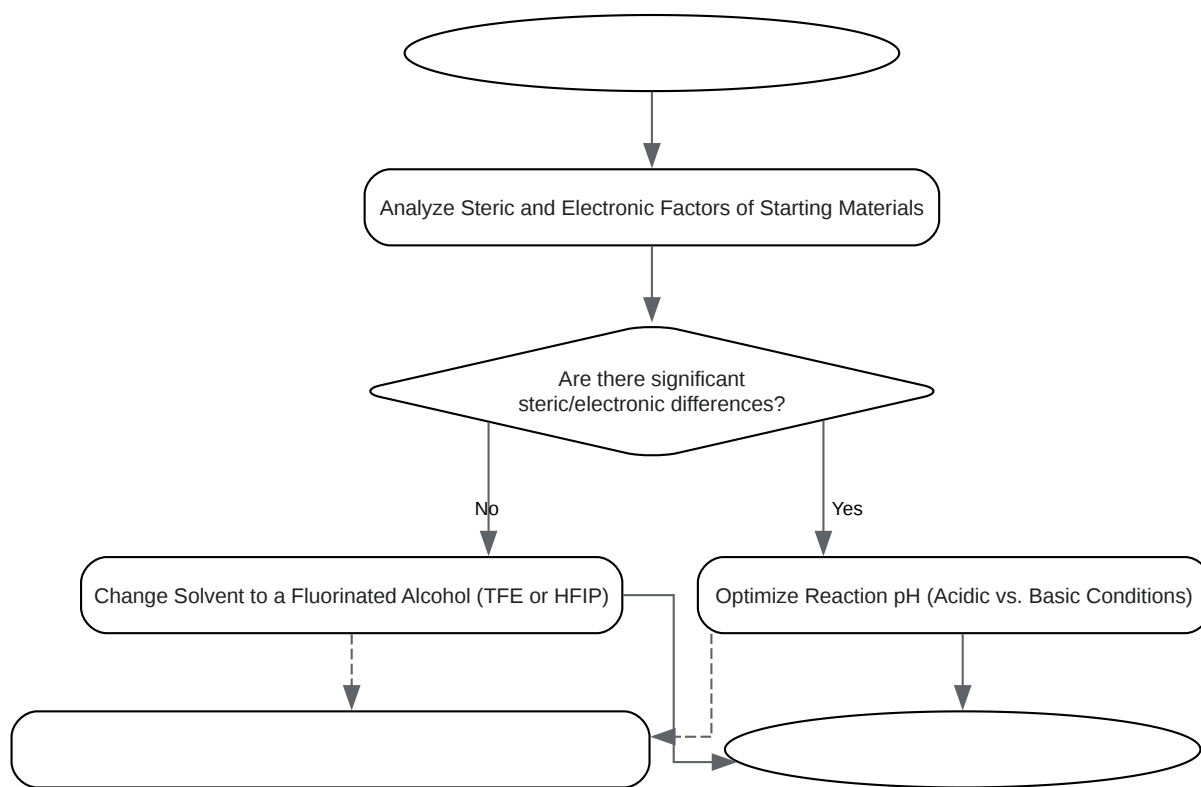 Analyze Steric and Electronic Factors of Starting Materials
Are there significant
steric/electronic differences?
No
Yes
Change Solvent to a Fluorinated Alcohol (TFE or HFIP)
Optimize Reaction pH (Acidic vs. Basic Conditions)